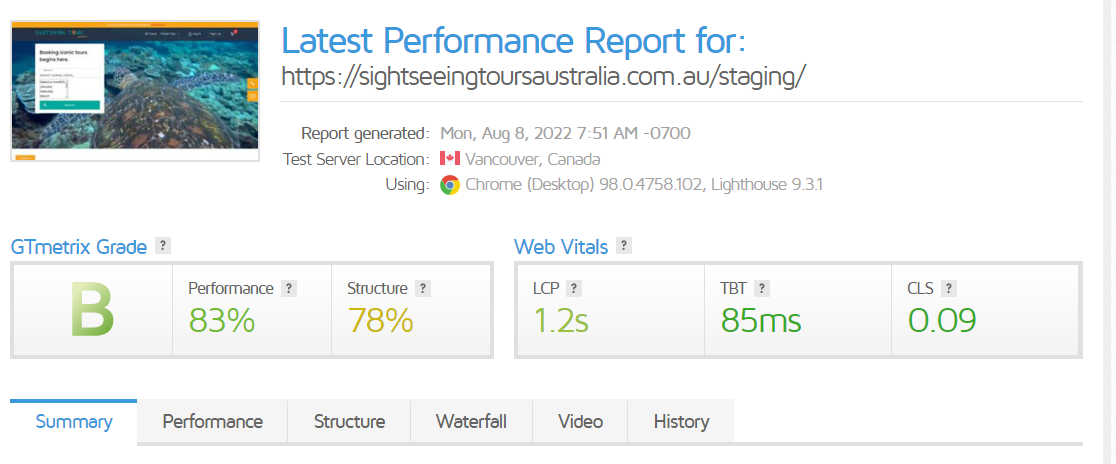 Latest Performance Report for:
https://sightseeingtoursaustralia.com.au/staging/
Booking iconic tours
begins here.
Search
Report generated: Mon, Aug 8, 2022 7:51 AM -0700
Test Server Location: Vancouver, Canada
Using: Chrome (Desktop) 98.0.4758.102, Lighthouse 9.3.1
GTmetrix Grade ?
Web Vitals ?
B
Performance ?
83%
Structure ?
78%
LCP ?
1.2s
TBT ?
85ms
CLS ?
0.09
Summary Performance Structure Waterfall Video History